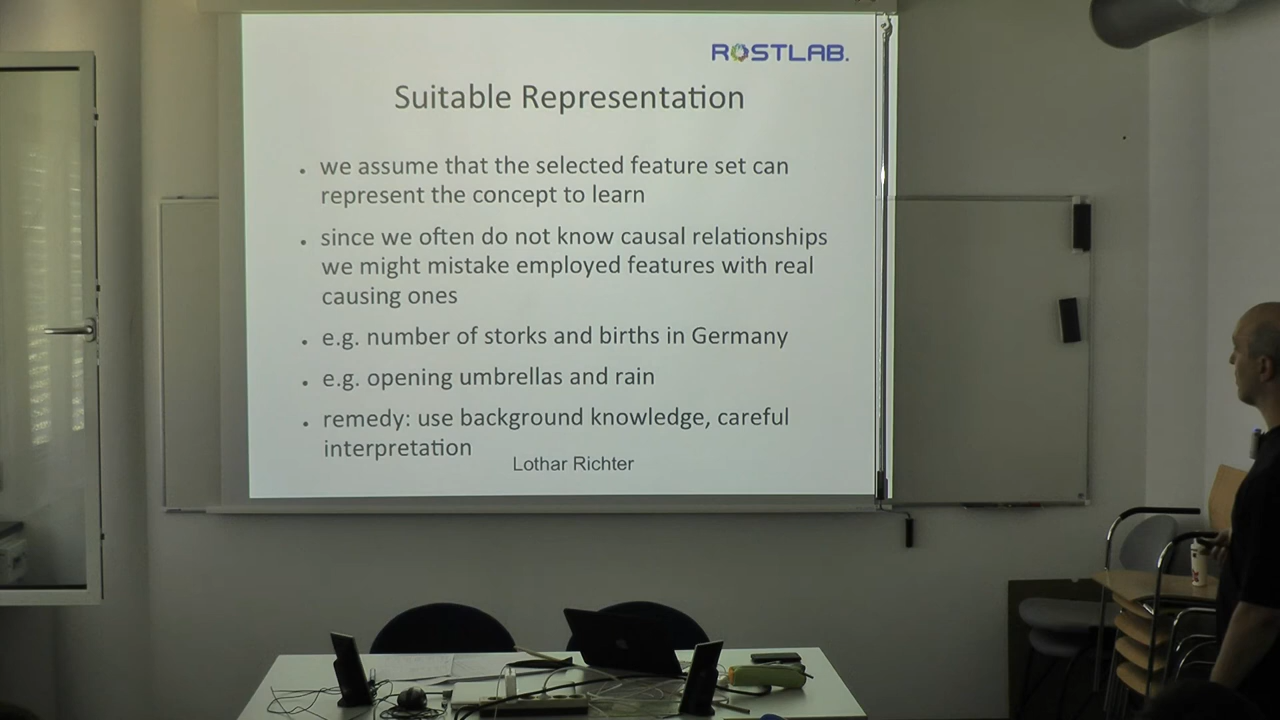 ROSTLAB.
Suitable Representation
• we assume that the selected feature set can
represent the concept to learn
• since we often do not know causal relationships
we might mistake employed features with real
causing ones
• e.g. number of storks and births in Germany
• e.g. opening umbrellas and rain
• remedy: use background knowledge, careful
interpretation
Lothar Richter